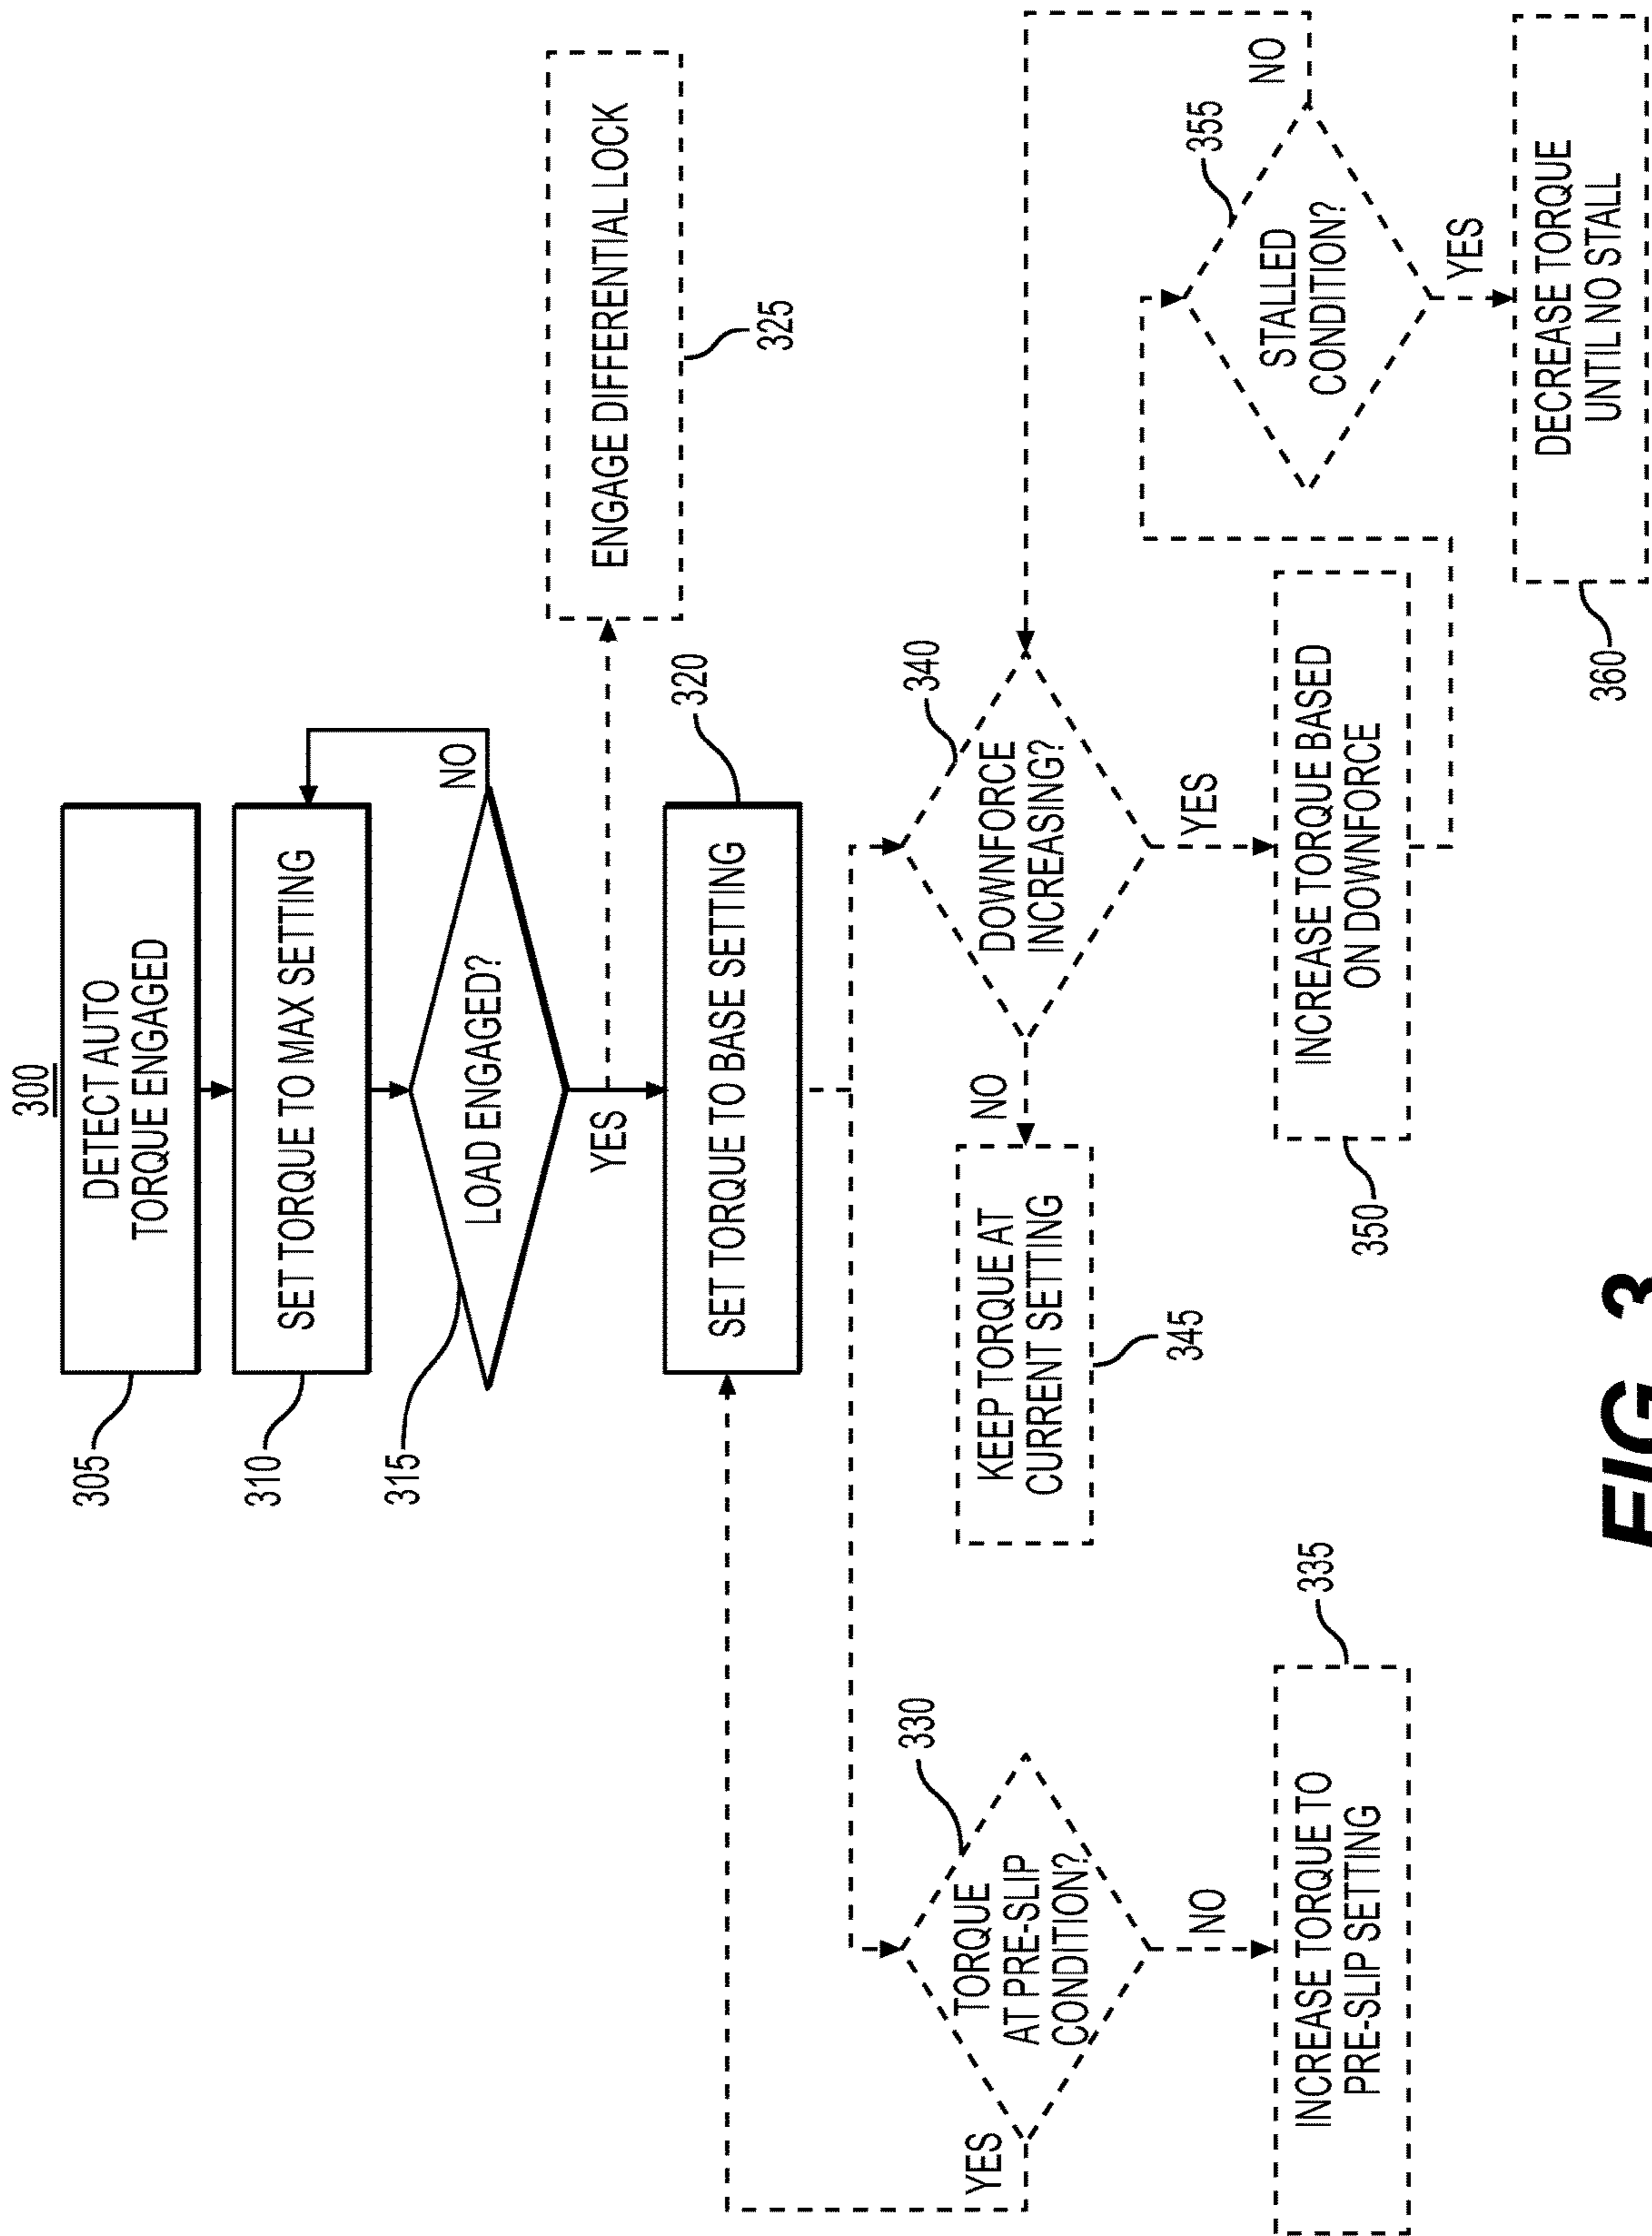 300
DETECT AUTO
TORQUE ENGAGED
305
SET TORQUE TO MAX SETTING
310
LOAD ENGAGED?
315
NO
YES
ENGAGE DIFFERENTIAL LOCK
325
SET TORQUE TO BASE SETTING
320
TORQUE
AT PRE-SLIP
CONDITION?
330
YES
NO
INCREASE TORQUE TO
PRE-SLIP SETTING
335
DOWNFORCE
INCREASING?
340
NO
KEEP TORQUE AT
CURRENT SETTING
345
YES
INCREASE TORQUE BASED
ON DOWNFORCE
350
STALLED
CONDITION?
355
NO
YES
DECREASE TORQUE
UNTIL NO STALL
360
FIG. 3